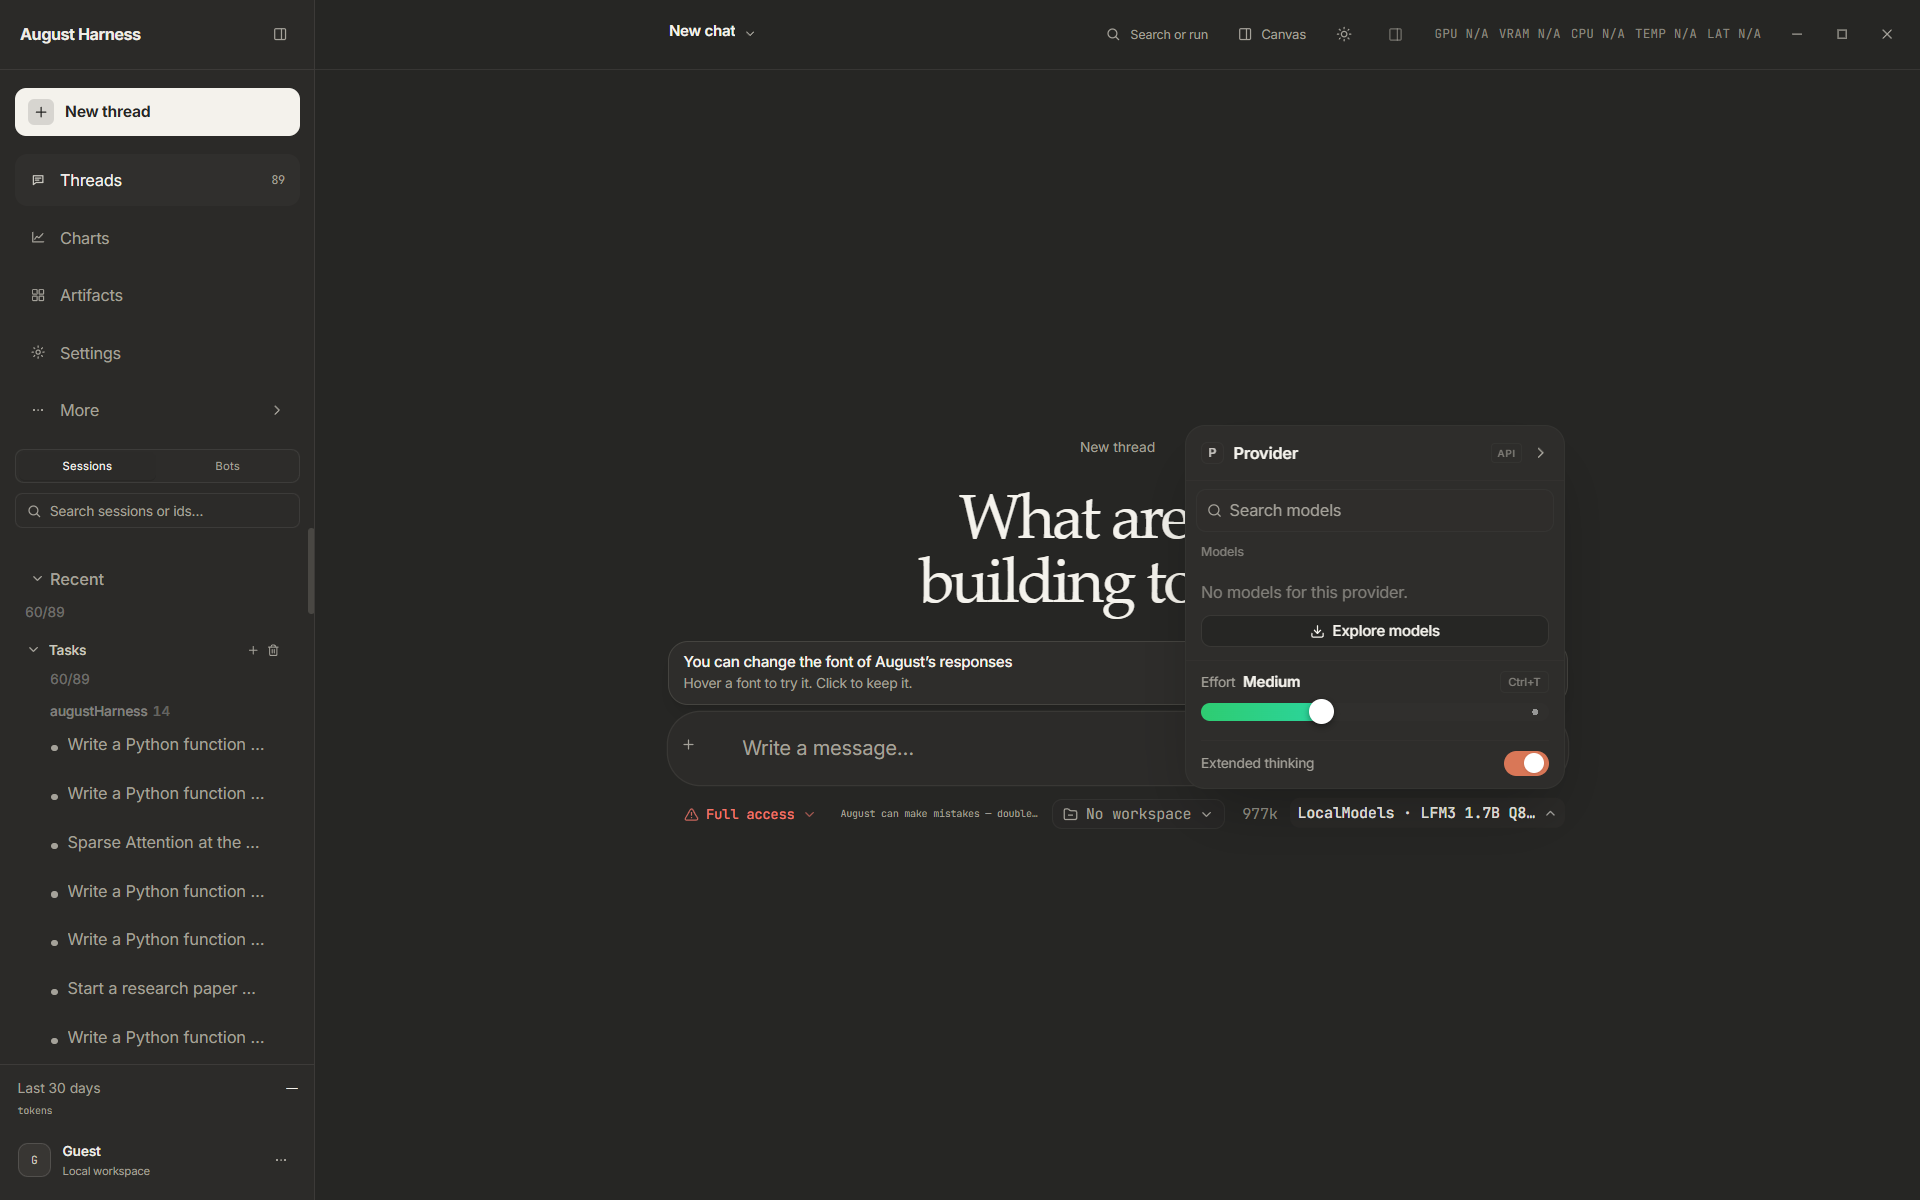 August Harness
New chat
Search or run
Canvas
GPU N/A VRAM N/A CPU N/A TEMP N/A LAT N/A
New thread
Threads
89
Charts
Artifacts
Settings
More
Sessions
Bots
Search sessions or ids...
Recent
60/89
Tasks
60/89
augustHarness 14
Write a Python function ...
Write a Python function ...
Sparse Attention at the ...
Write a Python function ...
Write a Python function ...
Start a research paper ...
Write a Python function ...
Last 30 days
tokens
G
Guest
Local workspace
New thread
What are
building to
You can change the font of August's responses
Hover a font to try it. Click to keep it.
Write a message...
Full access
August can make mistakes — double...
No workspace
977k
LocalModels • LFM3 1.7B Q8...
P
Provider
API
Search models
Models
No models for this provider.
Explore models
Effort Medium
Ctrl+T
Extended thinking